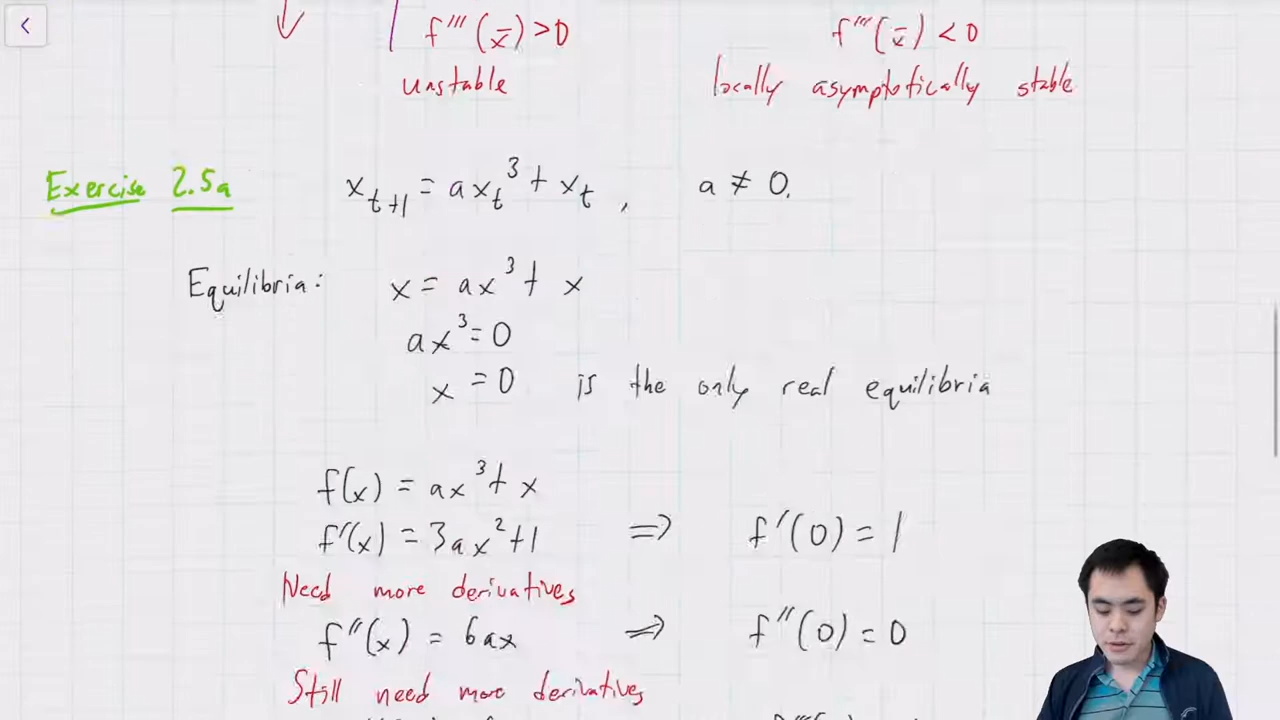 f'''(x̄) > 0 f'''(x̄) < 0
unstable locally asymptotically stable
Exercise 2.5a x_{t+1} = ax_t^3 + x_t , a ≠ 0.
Equilibria: x = ax^3 + x
ax^3 = 0
x = 0 is the only real equilibria
f(x) = ax^3 + x
f'(x) = 3ax^2 + 1 ⇒ f'(0) = 1
Need more derivatives
f''(x) = 6ax ⇒ f''(0) = 0
Still need more derivatives